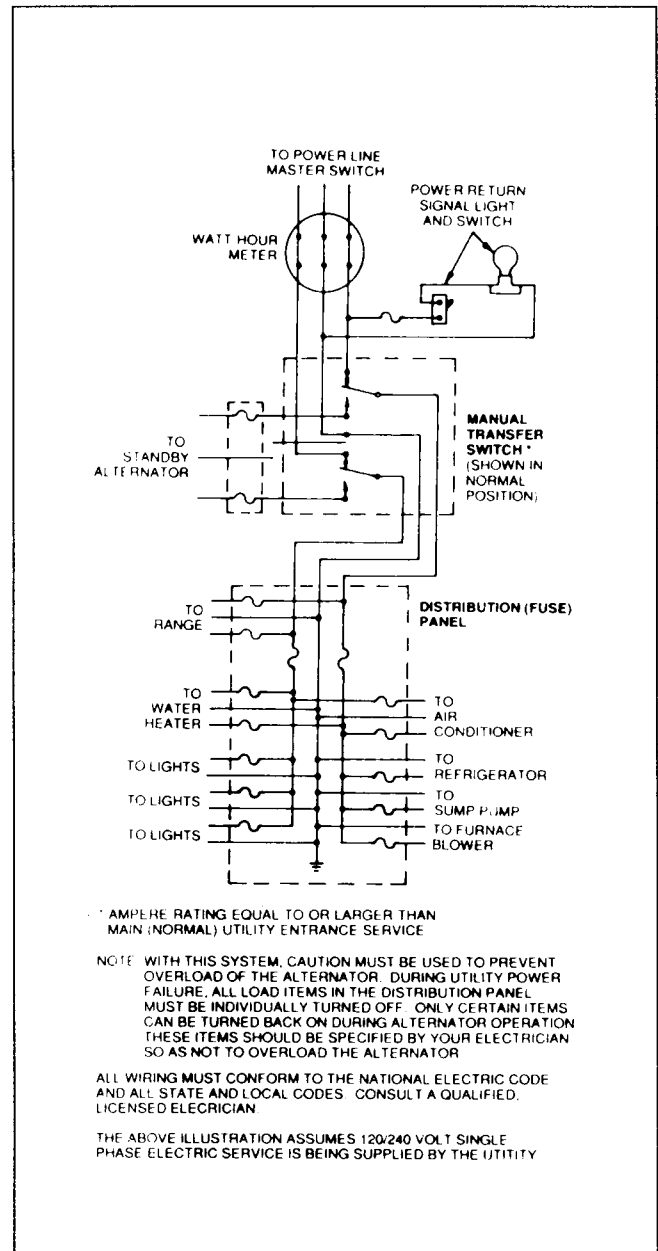 TO POWER LINE
MASTER SWITCH
POWER RETURN
SIGNAL LIGHT
AND SWITCH
WATT HOUR
METER
MANUAL
TRANSFER
SWITCH *
(SHOWN IN
NORMAL
POSITION)
TO
STANDBY
ALTERNATOR
DISTRIBUTION (FUSE)
PANEL
TO
RANGE
TO
WATER
HEATER
TO
AIR
CONDITIONER
TO LIGHTS
TO
REFRIGERATOR
TO LIGHTS
TO
SUMP PUMP
TO LIGHTS
TO FURNACE
BLOWER
* AMPERE RATING EQUAL TO OR LARGER THAN
MAIN (NORMAL) UTILITY ENTRANCE SERVICE
NOTE WITH THIS SYSTEM, CAUTION MUST BE USED TO PREVENT
OVERLOAD OF THE ALTERNATOR. DURING UTILITY POWER
FAILURE, ALL LOAD ITEMS IN THE DISTRIBUTION PANEL
MUST BE INDIVIDUALLY TURNED OFF. ONLY CERTAIN ITEMS
CAN BE TURNED BACK ON DURING ALTERNATOR OPERATION
THESE ITEMS SHOULD BE SPECIFIED BY YOUR ELECTRICIAN
SO AS NOT TO OVERLOAD THE ALTERNATOR
ALL WIRING MUST CONFORM TO THE NATIONAL ELECTRIC CODE
AND ALL STATE AND LOCAL CODES. CONSULT A QUALIFIED,
LICENSED ELECRICIAN.
THE ABOVE ILLUSTRATION ASSUMES 120/240 VOLT SINGLE
PHASE ELECTRIC SERVICE IS BEING SUPPLIED BY THE UTITITY